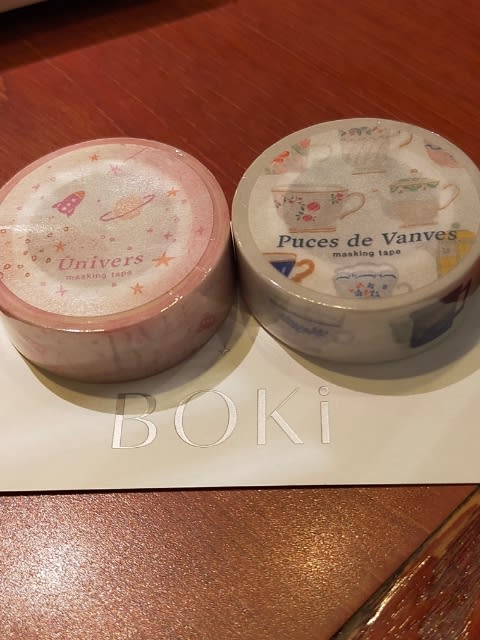 Univers
masking tape
Puces de Vanves
masking tape
BOKi